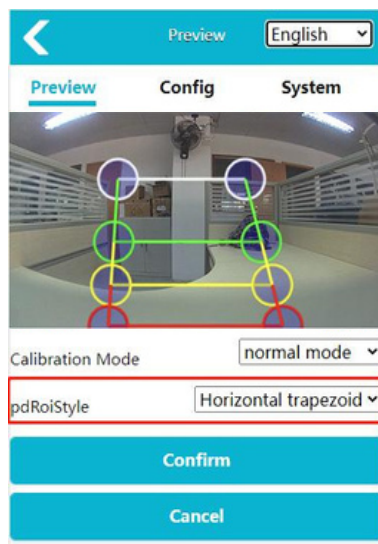 Preview
English
Preview Config System
Calibration Mode normal mode
pdRoiStyle Horizontal trapezoid
Confirm
Cancel